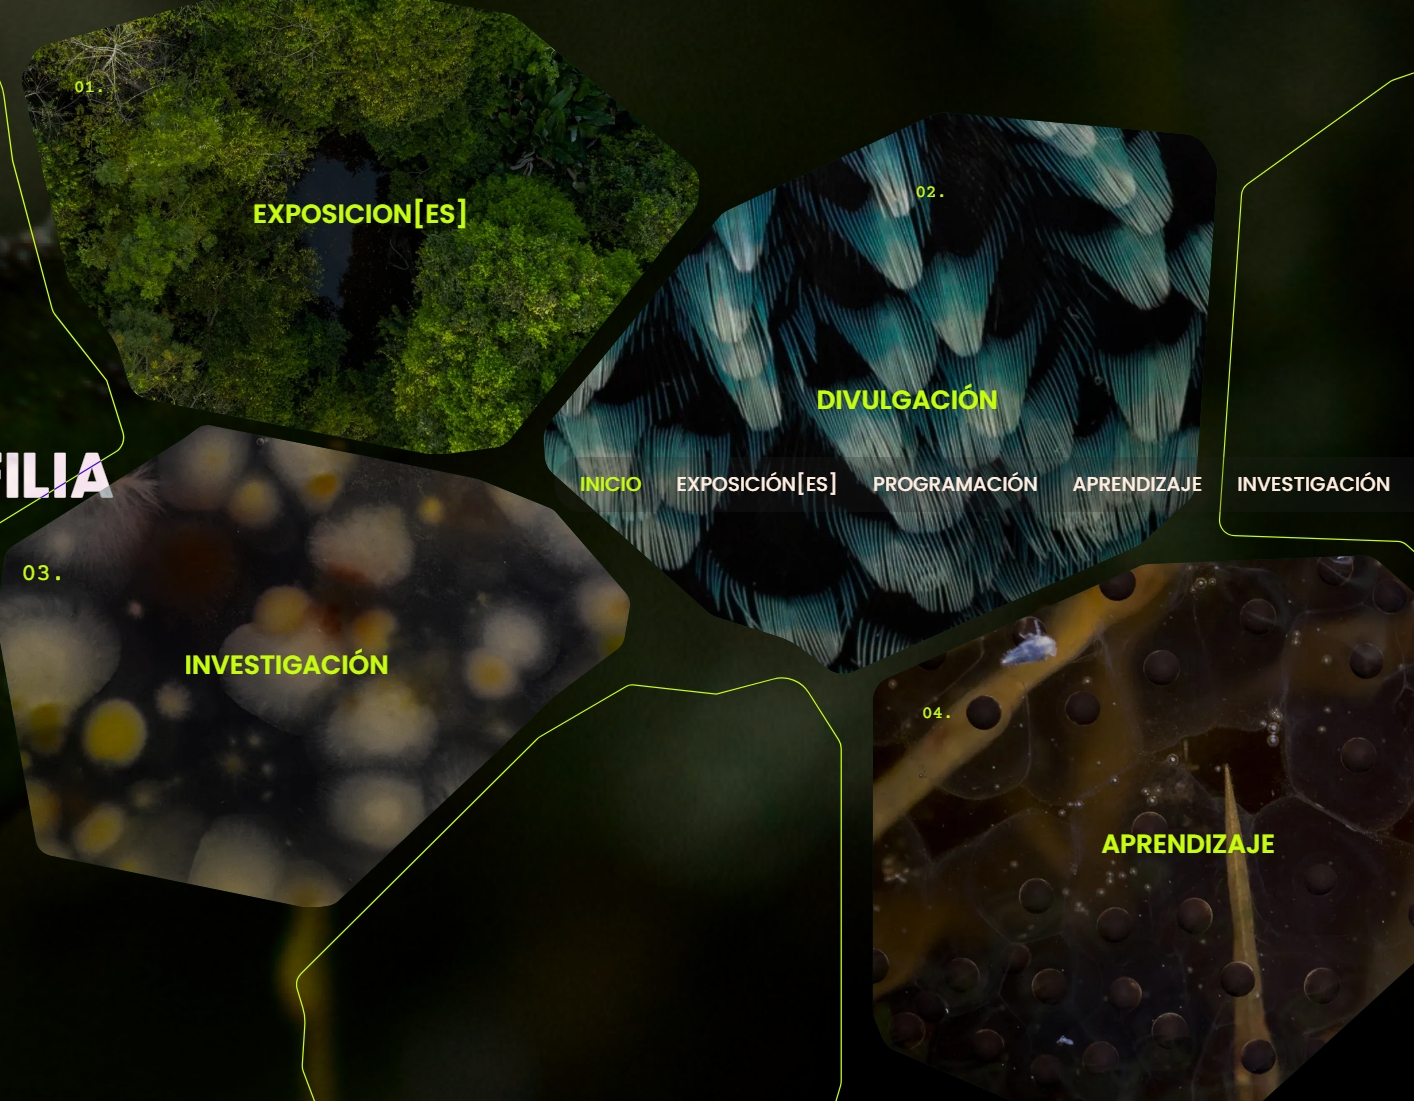 01.
EXPOSICION[ES]
02.
DIVULGACIÓN
FILIA
INICIO EXPOSICIÓN[ES] PROGRAMACIÓN APRENDIZAJE INVESTIGACIÓN
03.
INVESTIGACIÓN
04.
APRENDIZAJE